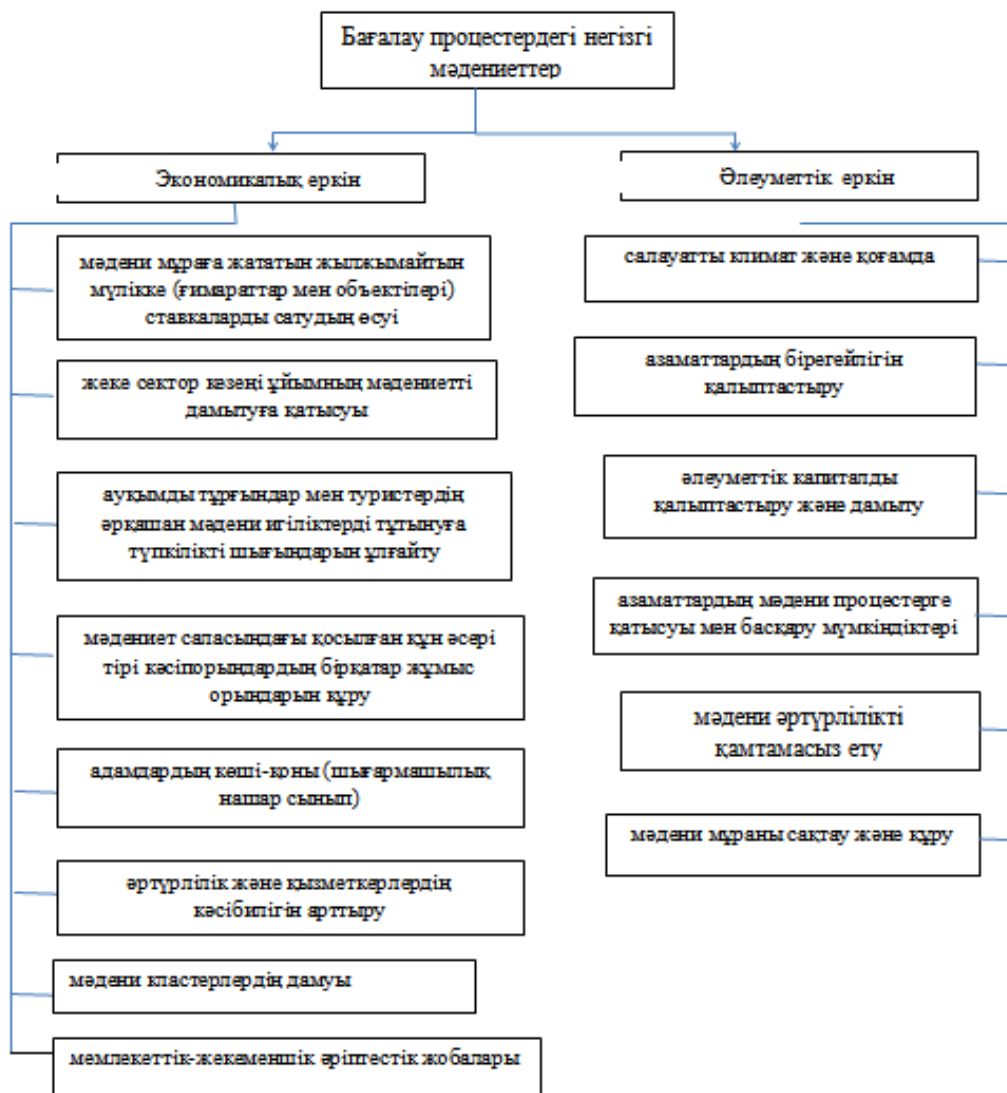 Бағалау процестердегі негізгі
мәдениеттер
Экономикалық еркін
мәдени мұраға жататын жылжымайтын
мүлікке (ғимараттар мен объектілері)
ставкаларды сатудың өсуі
жеке сектор кезеңі ұйымның мәдениетті
дамытуға қатысуы
ауқымды тұрғындар мен туристердің
әрқашан мәдени игіліктерді тұтынуға
түпкілікті шығындарын ұлғайту
мәдениет саласындағы қосылған құн әсері
тірі кәсіпорындардың бірқатар жұмыс
орындарын құру
адамдардың көші-қоны (шығармашылық
нашар сынып)
әртүрлілік және қызметкерлердің
кәсібилігін арттыру
мәдени кластерлердің дамуы
мемлекеттік-жекеменшік әріптестік жобалары
Әлеуметтік еркін
салауатты климат және қоғамда
азаматтардың бірегейлігін
қалыптастыру
әлеуметтік капиталды
қалыптастыру және дамыту
азаматтардың мәдени процестерге
қатысуы мен басқару мүмкіндіктері
мәдени әртүрлілікті
қамтамасыз ету
мәдени мұраны сақтау және құру